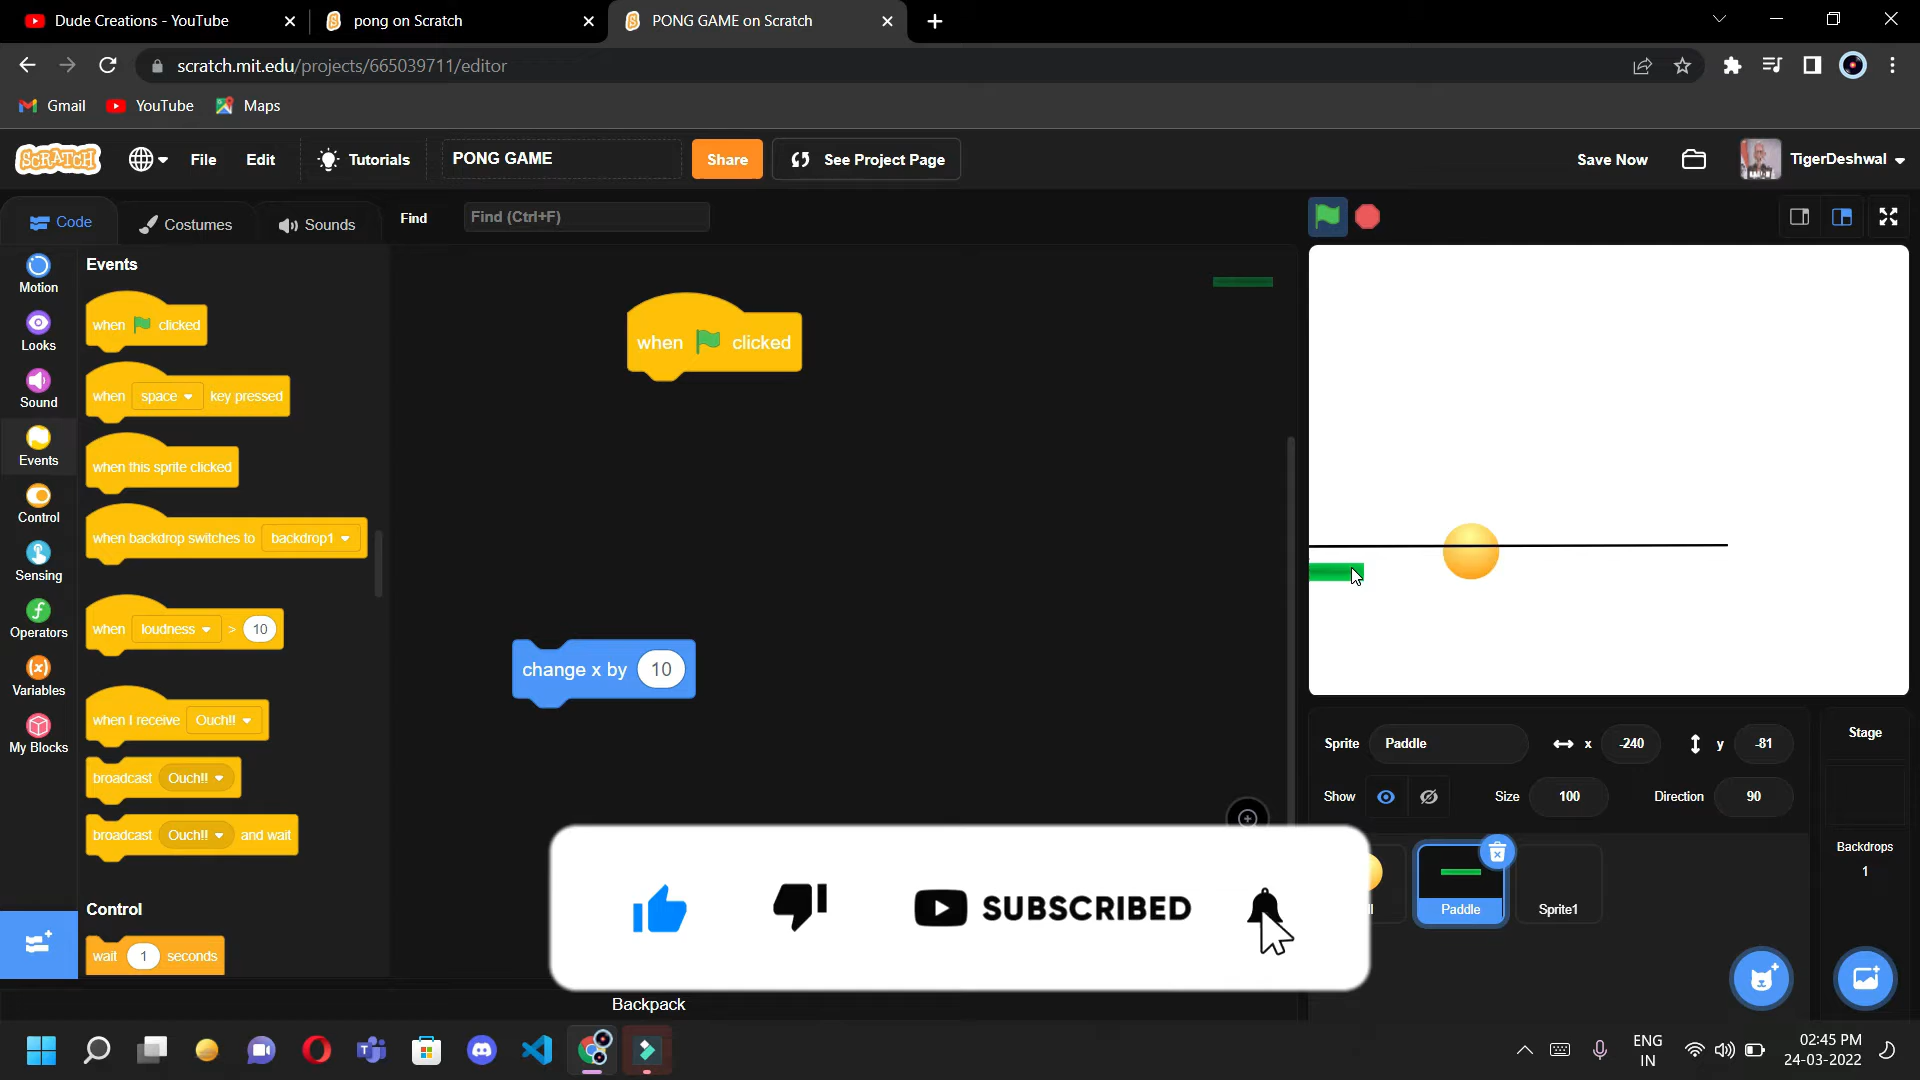 Dude Creations - YouTube
pong on Scratch
PONG GAME on Scratch
scratch.mit.edu/projects/665039711/editor
Gmail
YouTube
Maps
SCRATCH
File
Edit
Tutorials
PONG GAME
Share
See Project Page
Save Now
TigerDeshwal
Code
Costumes
Sounds
Find
Find (Ctrl+F)
Motion
Looks
Sound
Events
Control
Sensing
Operators
Variables
My Blocks
Events
when clicked
when space key pressed
when this sprite clicked
when backdrop switches to backdrop1
when loudness > 10
when I receive Ouch!!
broadcast Ouch!!
broadcast Ouch!! and wait
Control
wait 1 seconds
when clicked
change x by 10
Sprite Paddle x -240 y -81
Show Size 100 Direction 90
Paddle
Sprite1
Stage
Backdrops
1
SUBSCRIBED
Backpack
ENG
IN
02:45 PM
24-03-2022